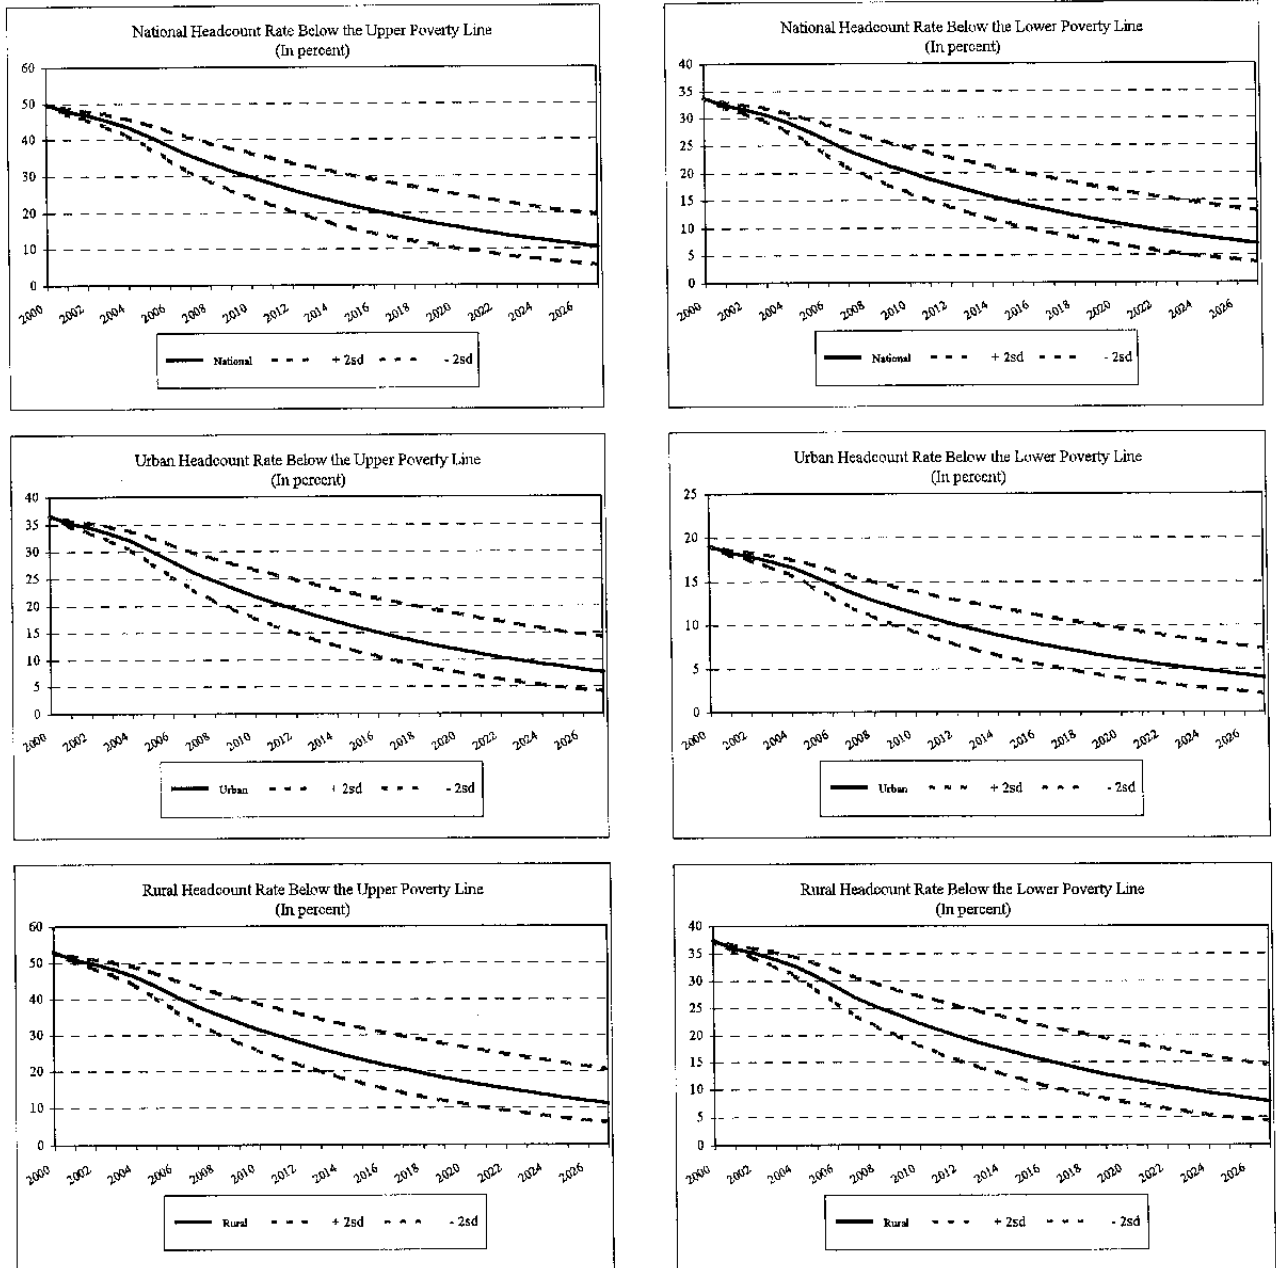 National Headcount Rate Below the Upper Poverty Line
(In percent)
60
50
40
30
20
10
0
2000 2002 2004 2006 2008 2010 2012 2014 2016 2018 2020 2022 2024 2026
National + 2sd - 2sd
National Headcount Rate Below the Lower Poverty Line
(In percent)
40
35
30
25
20
15
10
5
0
2000 2002 2004 2006 2008 2010 2012 2014 2016 2018 2020 2022 2024 2026
National + 2sd - 2sd
Urban Headcount Rate Below the Upper Poverty Line
(In percent)
40
35
30
25
20
15
10
5
0
2000 2002 2004 2006 2008 2010 2012 2014 2016 2018 2020 2022 2024 2026
Urban + 2sd - 2sd
Urban Headcount Rate Below the Lower Poverty Line
(In percent)
25
20
15
10
5
0
2000 2002 2004 2006 2008 2010 2012 2014 2016 2018 2020 2022 2024 2026
Urban + 2sd - 2sd
Rural Headcount Rate Below the Upper Poverty Line
(In percent)
60
50
40
30
20
10
0
2000 2002 2004 2006 2008 2010 2012 2014 2016 2018 2020 2022 2024 2026
Rural + 2sd - 2sd
Rural Headcount Rate Below the Lower Poverty Line
(In percent)
40
35
30
25
20
15
10
5
0
2000 2002 2004 2006 2008 2010 2012 2014 2016 2018 2020 2022 2024 2026
Rural + 2sd - 2sd